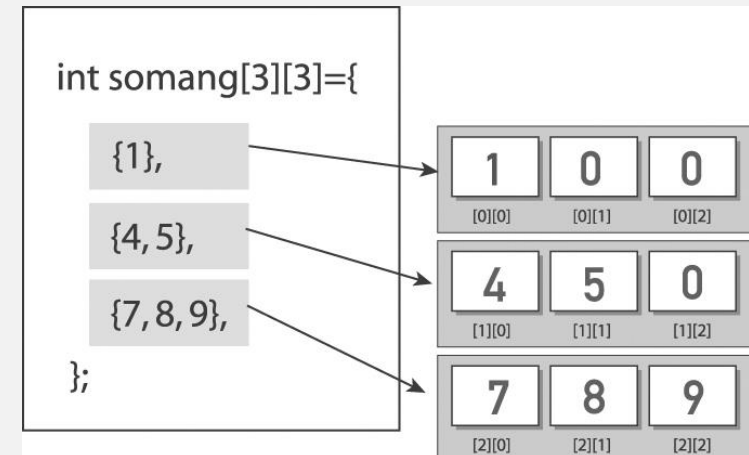 int somang[3][3]={
{1},
{4, 5},
{7, 8, 9},
};
1 0 0
[0][0] [0][1] [0][2]
4 5 0
[1][0] [1][1] [1][2]
7 8 9
[2][0] [2][1] [2][2]